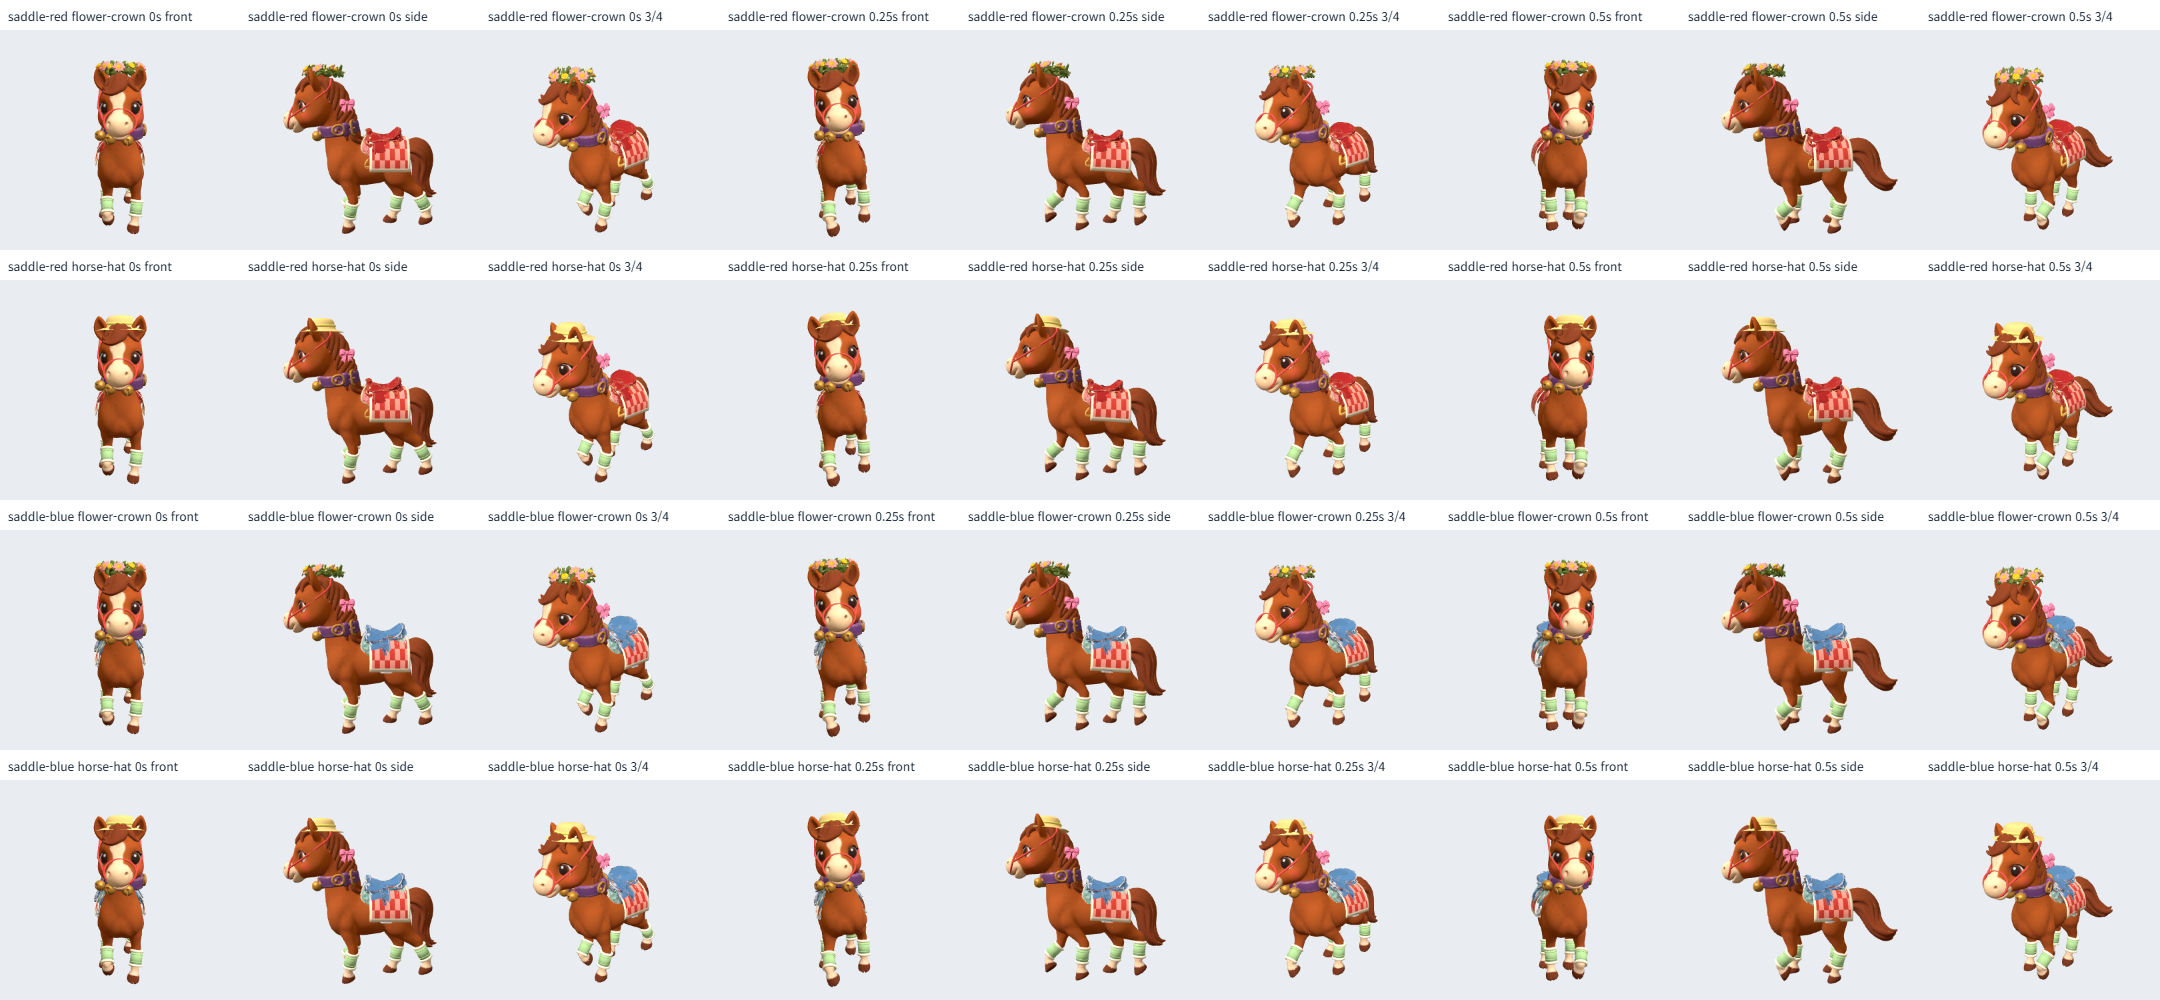 saddle-red flower-crown 0s front
saddle-red flower-crown 0s side
saddle-red flower-crown 0s 3/4
saddle-red flower-crown 0.25s front
saddle-red flower-crown 0.25s side
saddle-red flower-crown 0.25s 3/4
saddle-red flower-crown 0.5s front
saddle-red flower-crown 0.5s side
saddle-red flower-crown 0.5s 3/4
saddle-red horse-hat 0s front
saddle-red horse-hat 0s side
saddle-red horse-hat 0s 3/4
saddle-red horse-hat 0.25s front
saddle-red horse-hat 0.25s side
saddle-red horse-hat 0.25s 3/4
saddle-red horse-hat 0.5s front
saddle-red horse-hat 0.5s side
saddle-red horse-hat 0.5s 3/4
saddle-blue flower-crown 0s front
saddle-blue flower-crown 0s side
saddle-blue flower-crown 0s 3/4
saddle-blue flower-crown 0.25s front
saddle-blue flower-crown 0.25s side
saddle-blue flower-crown 0.25s 3/4
saddle-blue flower-crown 0.5s front
saddle-blue flower-crown 0.5s side
saddle-blue flower-crown 0.5s 3/4
saddle-blue horse-hat 0s front
saddle-blue horse-hat 0s side
saddle-blue horse-hat 0s 3/4
saddle-blue horse-hat 0.25s front
saddle-blue horse-hat 0.25s side
saddle-blue horse-hat 0.25s 3/4
saddle-blue horse-hat 0.5s front
saddle-blue horse-hat 0.5s side
saddle-blue horse-hat 0.5s 3/4